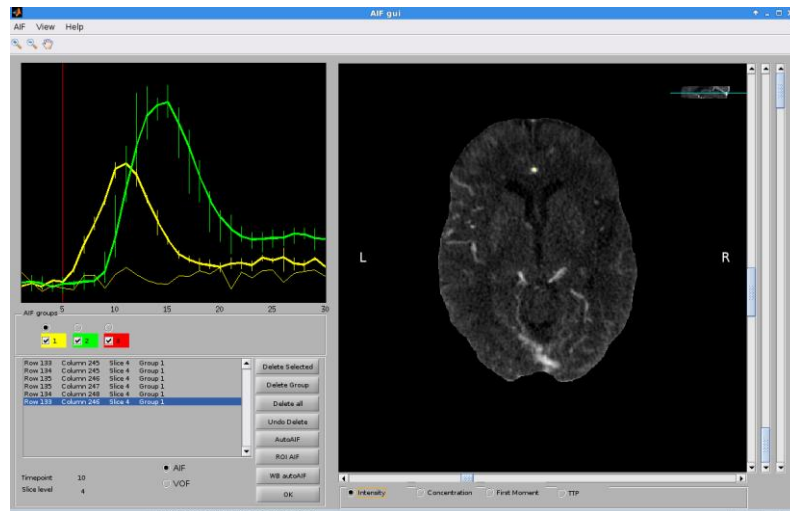 AIF gui
AIF View Help
L
R
5 10 15 20 25 30
AIF groups
1 2 3
Row 133 Column 245 Slice 4 Group 1
Row 134 Column 245 Slice 4 Group 1
Row 135 Column 246 Slice 4 Group 1
Row 135 Column 247 Slice 4 Group 1
Row 134 Column 248 Slice 4 Group 1
Row 133 Column 246 Slice 4 Group 1
Delete Selected
Delete Group
Delete all
Undo Delete
AutoAIF
ROI AIF
WB autoAIF
OK
AIF
VOF
Timepoint 10
Slice level 4
Intensity Concentration First Moment TTP